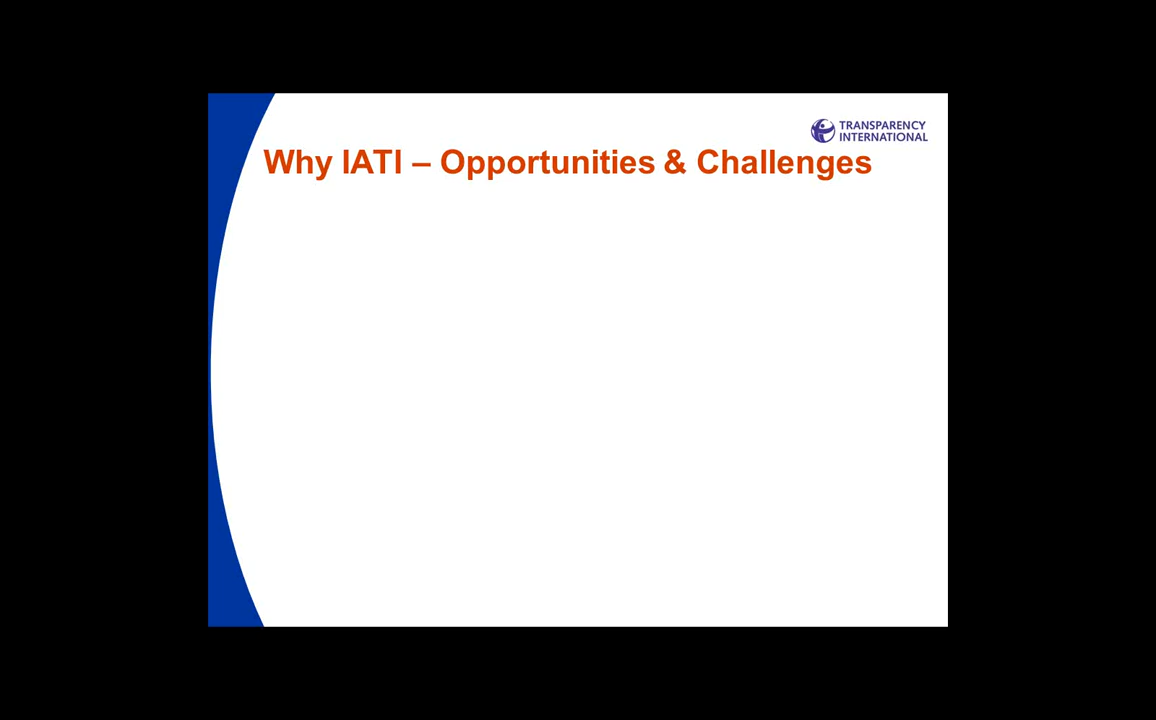 TRANSPARENCY
INTERNATIONAL
Why IATI – Opportunities & Challenges